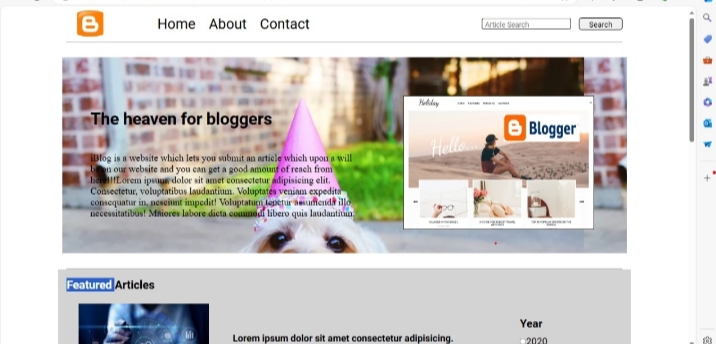 Home About Contact
Article Search
Search
The heaven for bloggers
iBlog is a website which lets you submit an article which upon a will
on our website and you can get a good amount of reach from
Lorem ipsum dolor sit amet consectetur adipisicing elit.
Consectetur, voluptatibus laudantium. Voluptates veniam expedita
consequatur in, nesciunt impedit! Voluptatum tenetur assumenda illo
necessitatibus! Maiores labore dicta commodi libero quis laudantium.
Holiday
Hello...
Blogger
Featured Articles
Lorem ipsum dolor sit amet consectetur adipisicing.
Year
2020